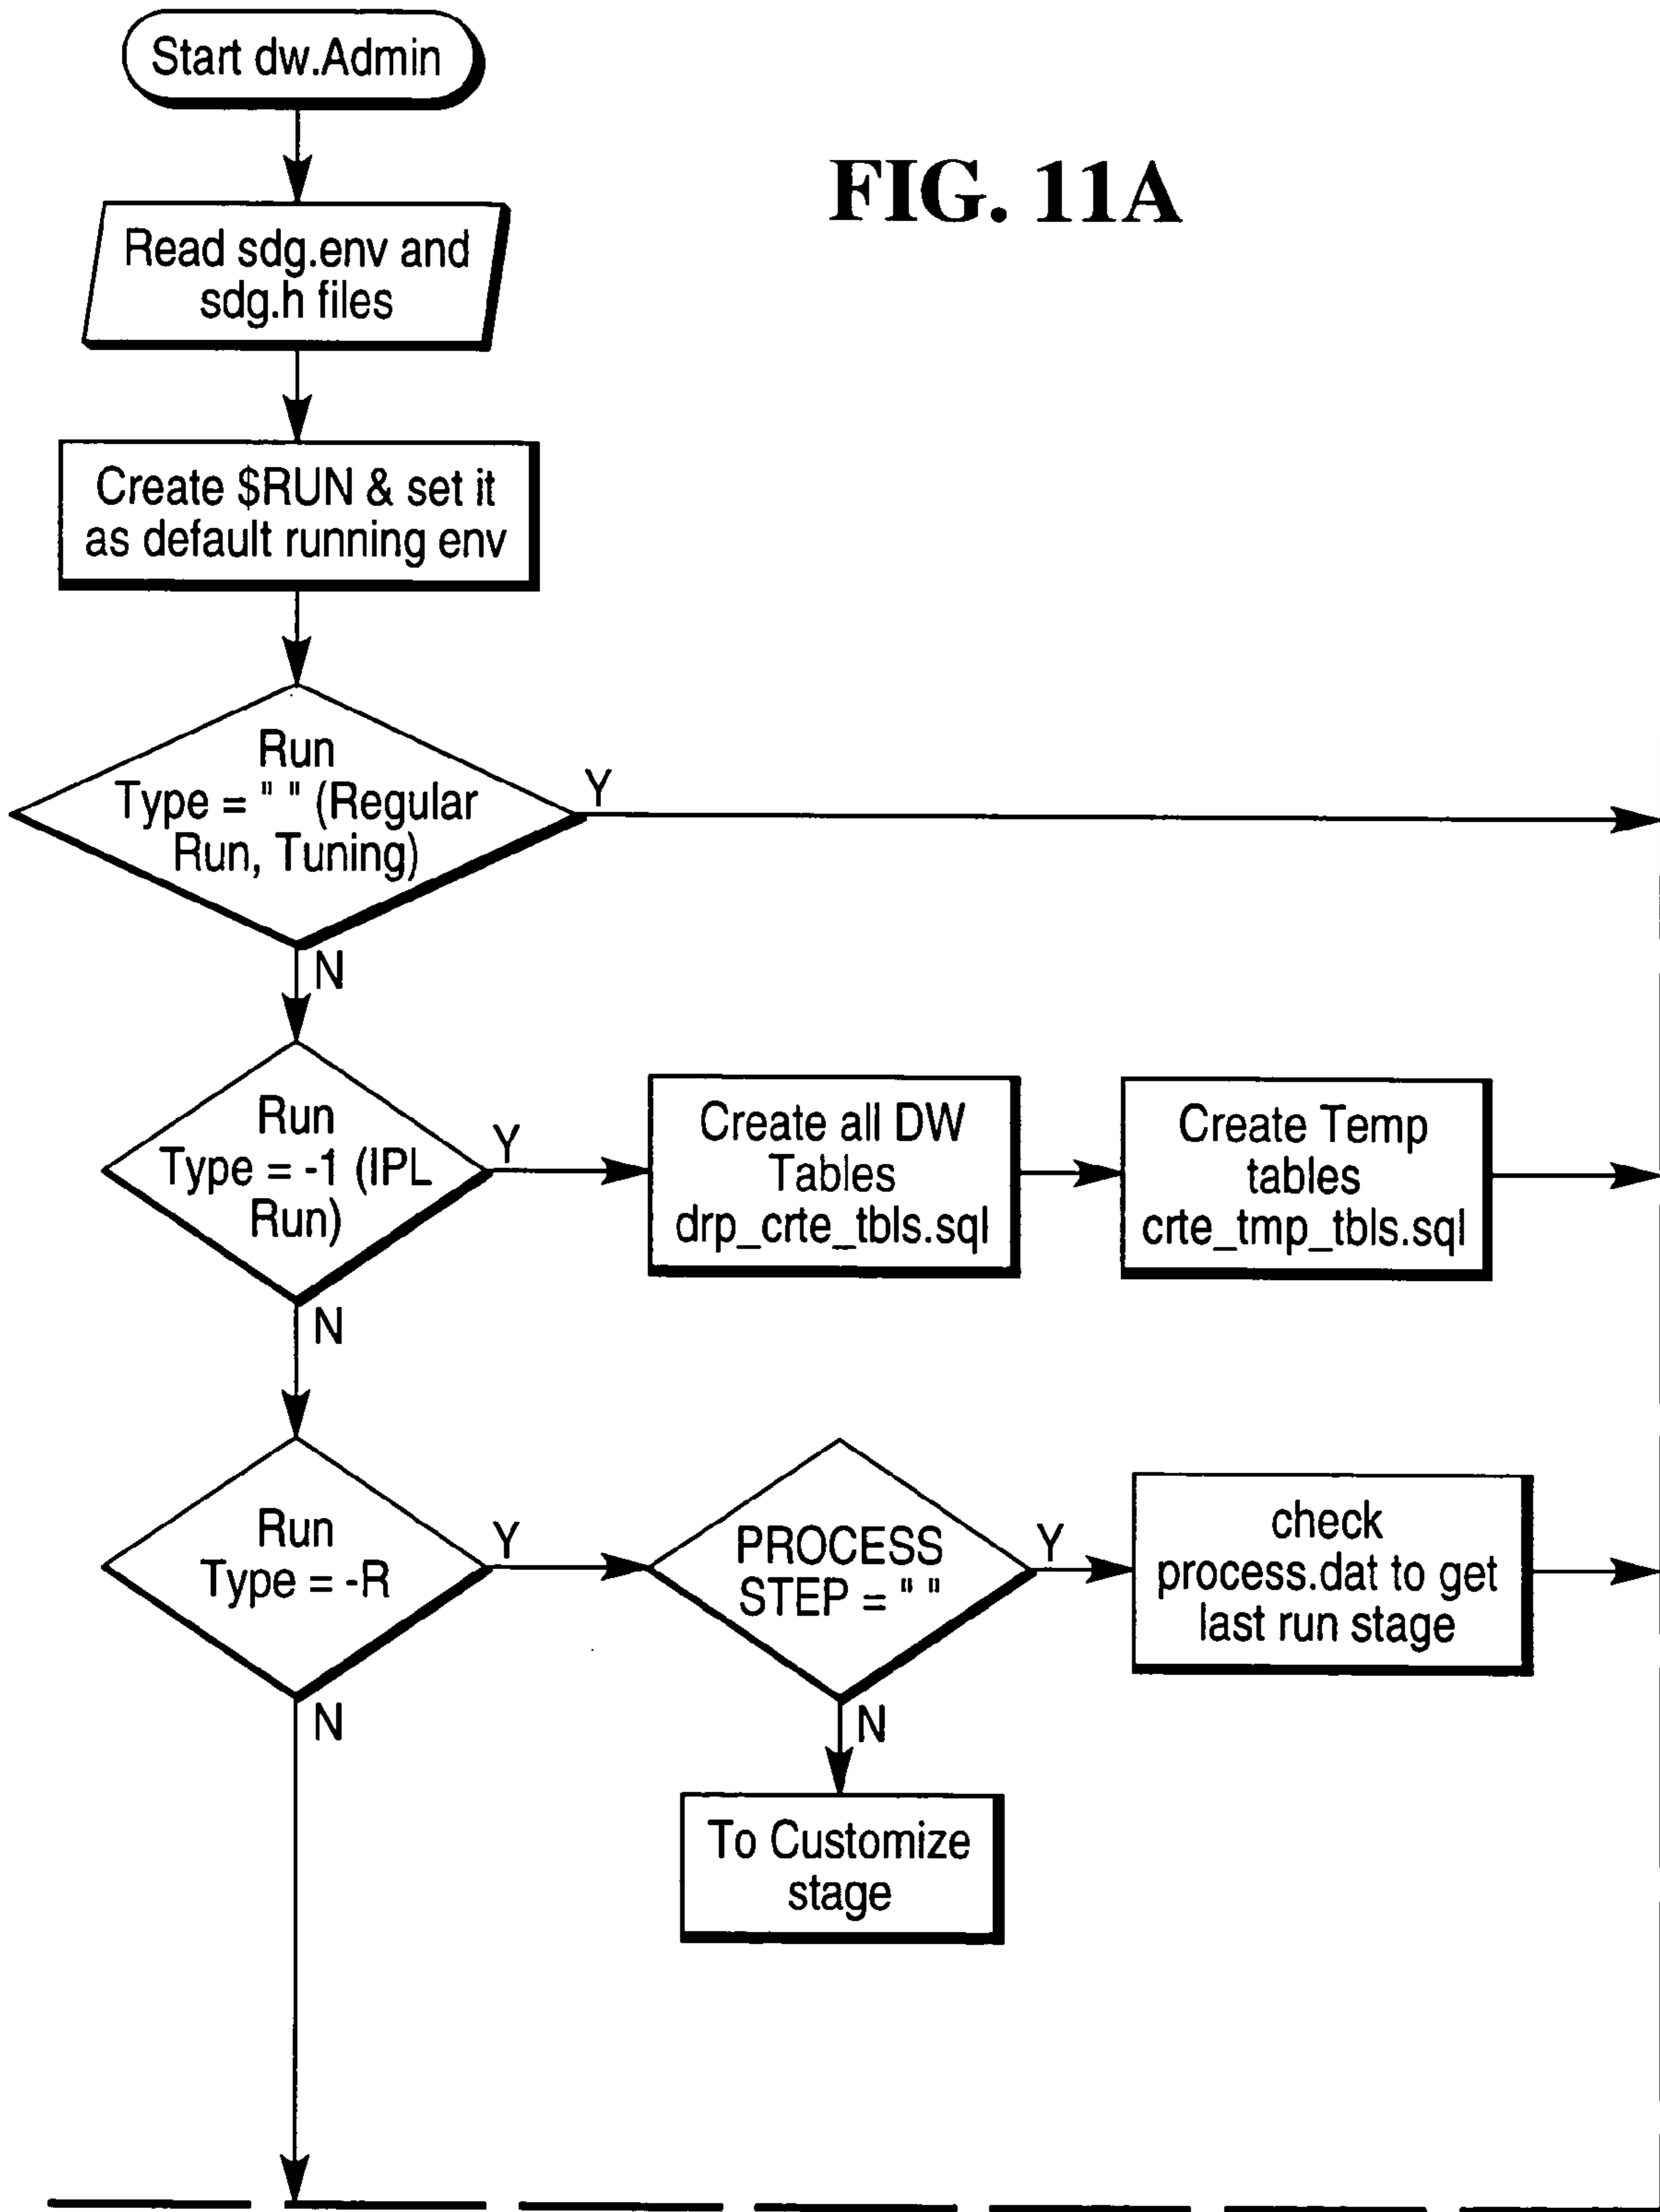 Start dw.Admin
FIG. 11A
Read sdg.env and
sdg.h files
Create $RUN & set it
as default running env
Run
Type = " " (Regular
Run, Tuning)
Y
N
Run
Type = -1 (IPL
Run)
Y
Create all DW
Tables
drp_crte_tbls.sql
Create Temp
tables
crte_tmp_tbls.sql
N
Run
Type = -R
Y
PROCESS
STEP = " "
Y
check
process.dat to get
last run stage
N
N
To Customize
stage